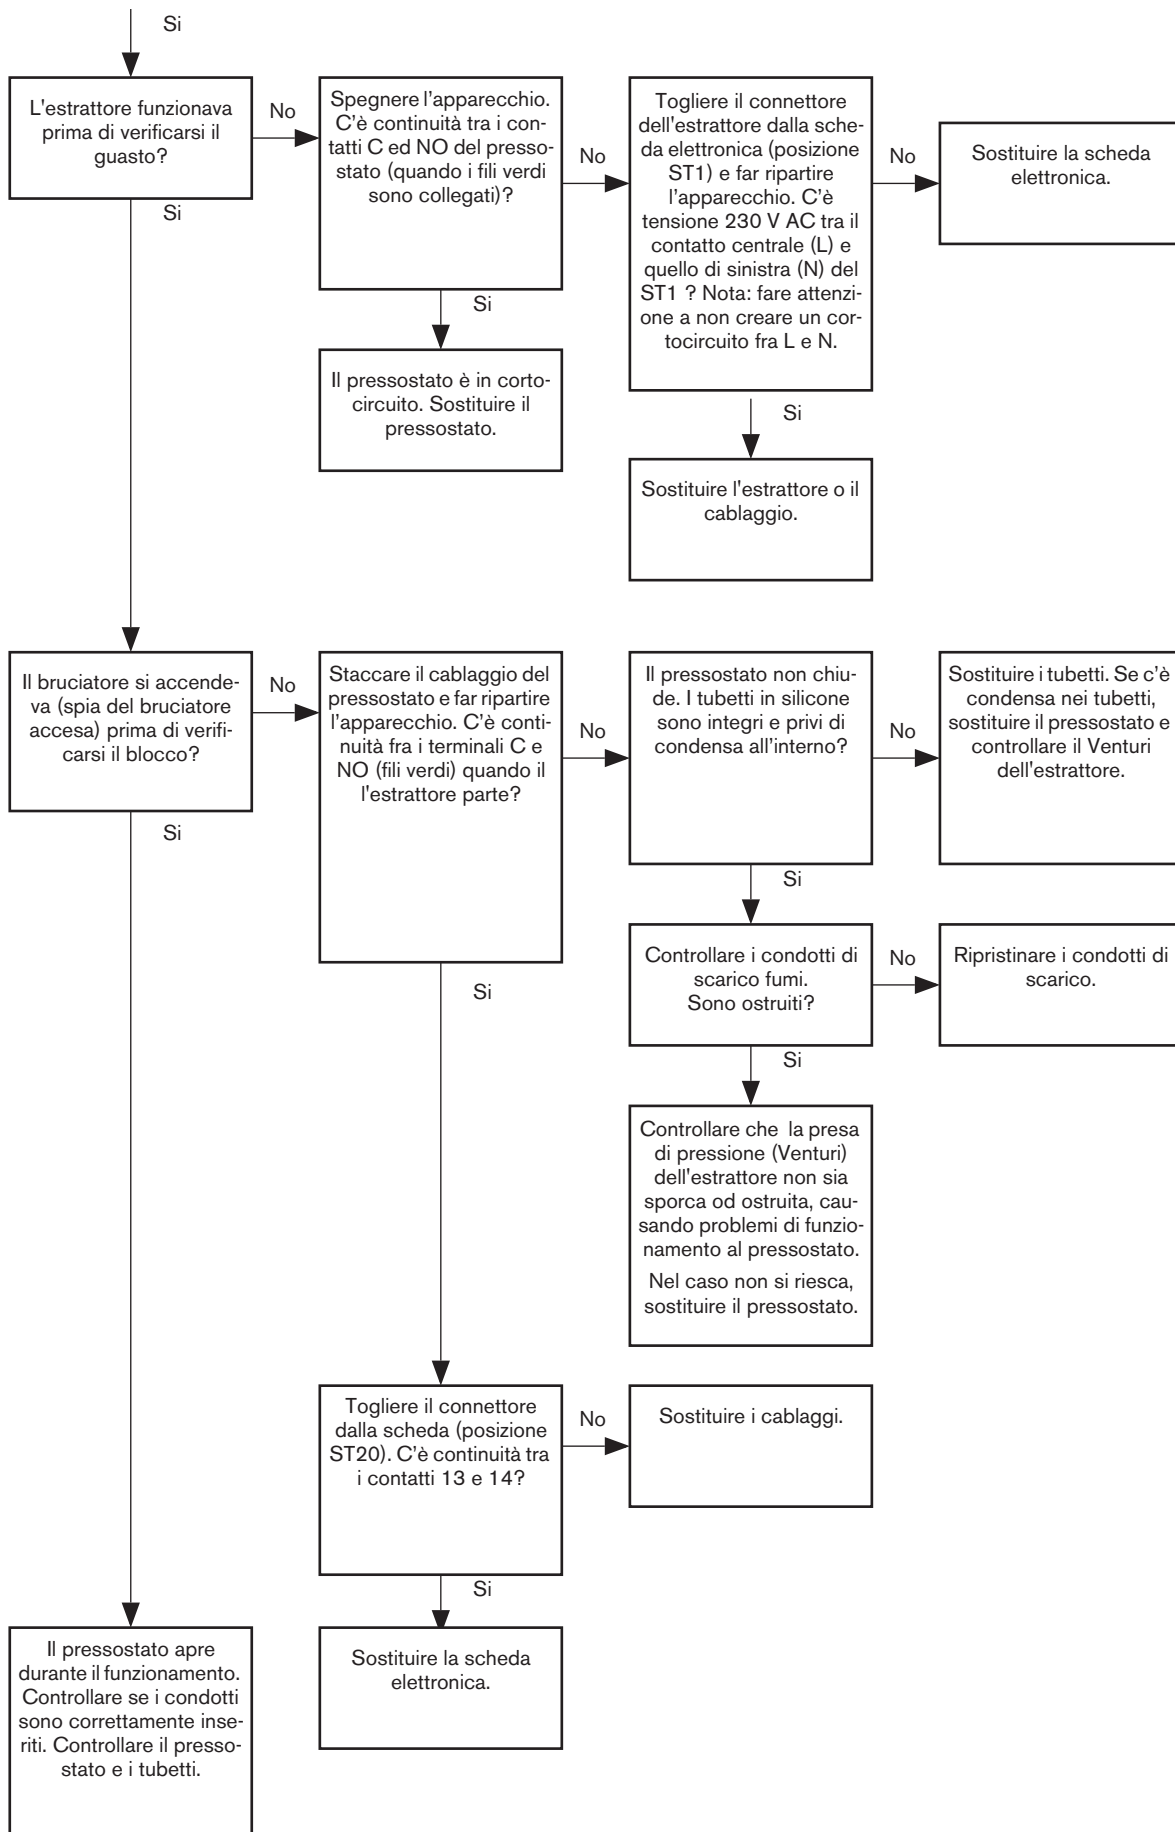 Si
L'estrattore funzionava
prima di verificarsi il
guasto?
No
Si
Spegnere l’apparecchio.
C’è continuità tra i con-
tatti C ed NO del presso-
stato (quando i fili verdi
sono collegati)?
No
Si
Togliere il connettore
dell’estrattore dalla sche-
da elettronica (posizione
ST1) e far ripartire
l’apparecchio. C’è
tensione 230 V AC tra il
contatto centrale (L) e
quello di sinistra (N) del
ST1 ? Nota: fare attenzi-
one a non creare un cor-
tocircuito fra L e N.
No
Si
Sostituire la scheda
elettronica.
Il pressostato è in corto-
circuito. Sostituire il
pressostato.
Sostituire l'estrattore o il
cablaggio.
Il bruciatore si accende-
va (spia del bruciatore
accesa) prima di verifi-
carsi il blocco?
No
Si
Staccare il cablaggio del
pressostato e far ripartire
l’apparecchio. C’è conti-
nuità fra i terminali C e
NO (fili verdi) quando il
l'estrattore parte?
No
Si
Il pressostato non chiu-
de. I tubetti in silicone
sono integri e privi di
condensa all’interno?
No
Si
Sostituire i tubetti. Se c’è
condensa nei tubetti,
sostituire il pressostato e
controllare il Venturi
dell’estrattore.
Controllare i condotti di
scarico fumi.
Sono ostruiti?
No
Si
Ripristinare i condotti di
scarico.
Controllare che la presa
di pressione (Venturi)
dell'estrattore non sia
sporca od ostruita, cau-
sando problemi di funzio-
namento al pressostato.
Nel caso non si riesca,
sostituire il pressostato.
Togliere il connettore
dalla scheda (posizione
ST20). C’è continuità tra
i contatti 13 e 14?
No
Si
Sostituire i cablaggi.
Il pressostato apre
durante il funzionamento.
Controllare se i condotti
sono correttamente inse-
riti. Controllare il presso-
stato e i tubetti.
Sostituire la scheda
elettronica.